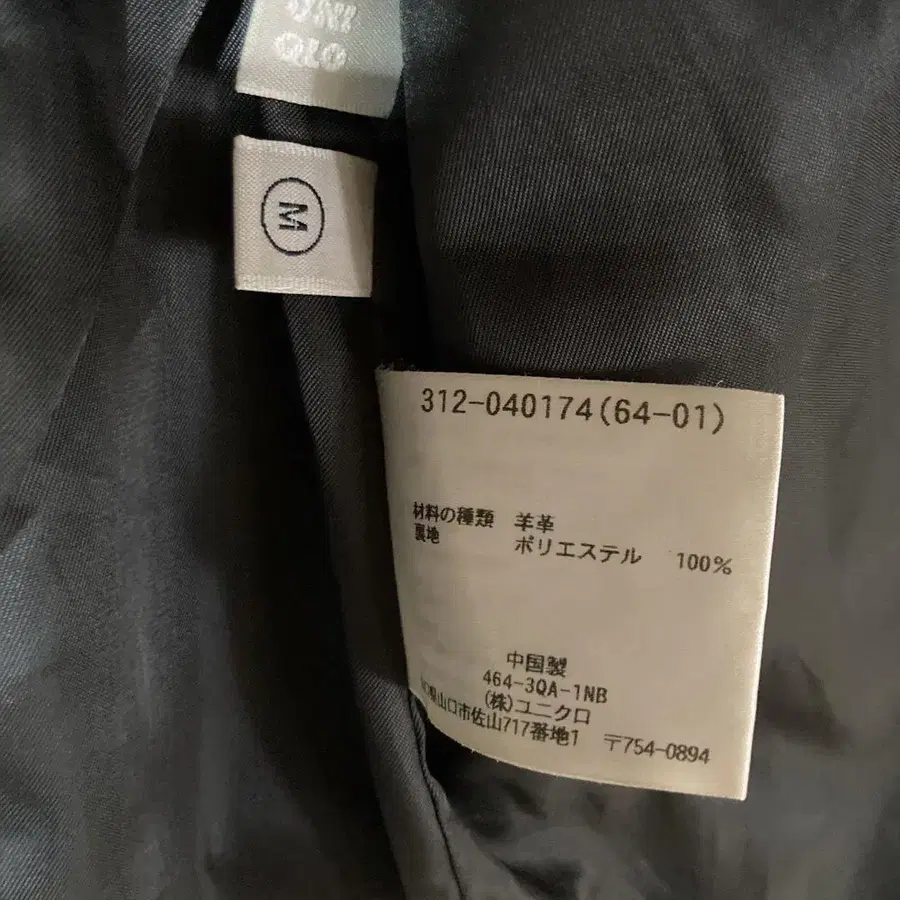 UNI
QLO
M
312-040174(64-01)
材料の種類 羊革
裏地 ポリエステル 100%
中国製
464-3QA-1NB
(株)ユニクロ
山口市佐山717番地1 〒754-0894